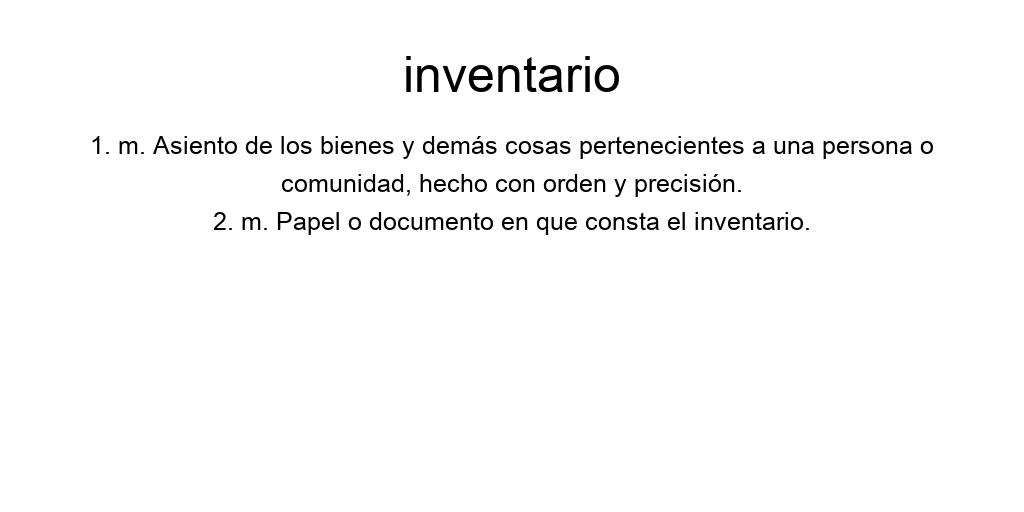 inventario
1. m. Asiento de los bienes y demás cosas pertenecientes a una persona o
comunidad, hecho con orden y precisión.
2. m. Papel o documento en que consta el inventario.